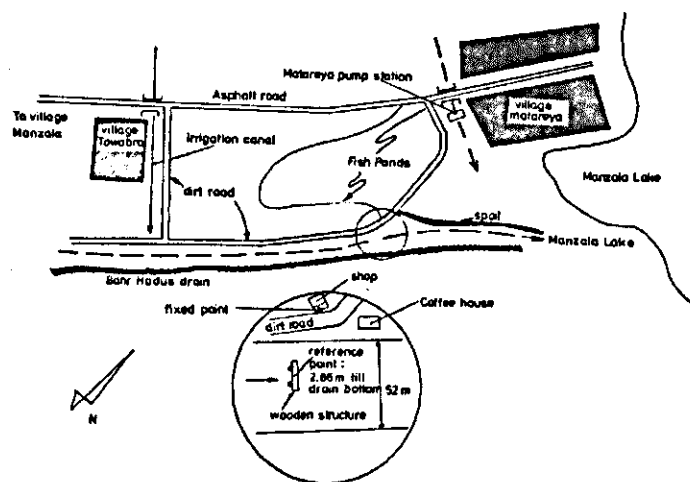 Matareya pump station
Asphalt road
To village
Manzala
village
Towabra
irrigation canal
village
matareya
Fish Ponds
Manzala Lake
dirt road
spoil
Manzala Lake
Bahr Hadus drain
shop
fixed point
Coffee house
dirt road
reference
point :
2.86 m till
drain bottom
52 m
wooden structure
N